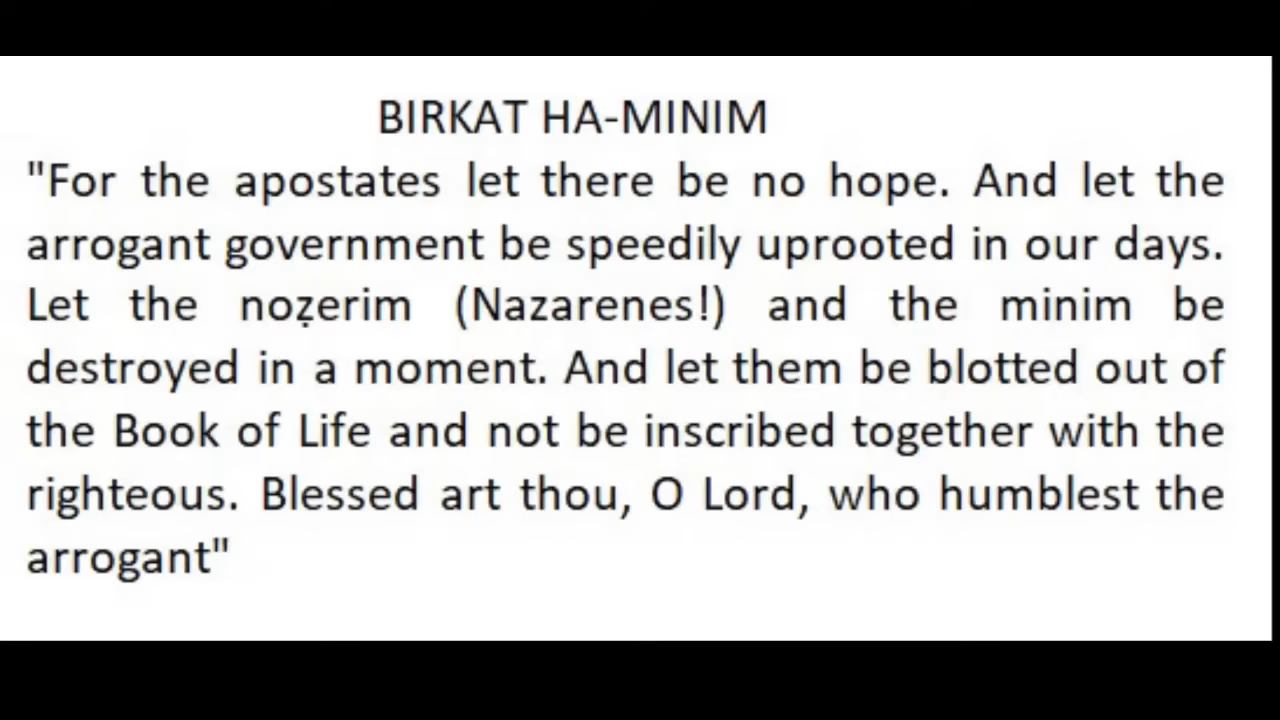 BIRKAT HA-MINIM
"For the apostates let there be no hope. And let the
arrogant government be speedily uprooted in our days.
Let the noẓerim (Nazarenes!) and the minim be
destroyed in a moment. And let them be blotted out of
the Book of Life and not be inscribed together with the
righteous. Blessed art thou, O Lord, who humblest the
arrogant"